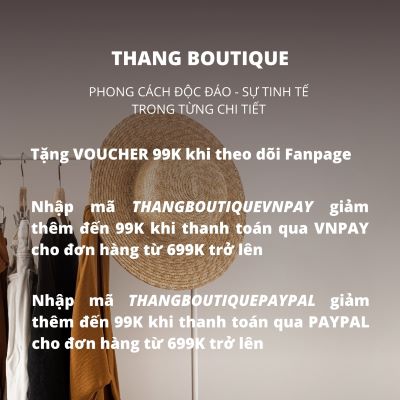 THANG BOUTIQUE
PHONG CÁCH ĐỘC ĐÁO - SỰ TINH TẾ
TRONG TỪNG CHI TIẾT
Tặng VOUCHER 99K khi theo dõi Fanpage
Nhập mã THANGBOUTIQUEVNPAY giảm
thêm đến 99K khi thanh toán qua VNPAY
cho đơn hàng từ 699K trở lên
Nhập mã THANGBOUTIQUEPAYPAL giảm
thêm đến 99K khi thanh toán qua PAYPAL
cho đơn hàng từ 699K trở lên